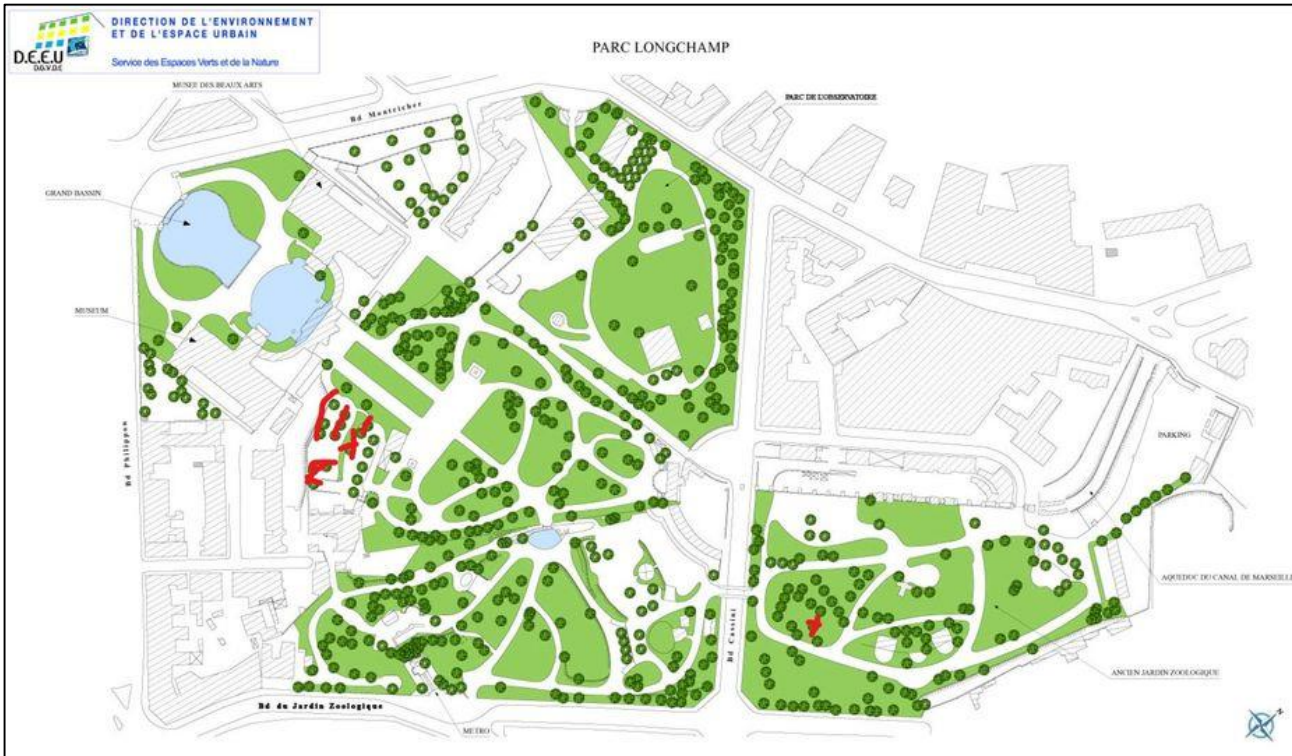 DIRECTION DE L'ENVIRONNEMENT
ET DE L'ESPACE URBAIN
D.E.E.U
D.G.V.D.E
Service des Espaces Verts et de la Nature
PARC LONGCHAMP
MUSEE DES BEAUX ARTS
PARC DE L'OBSERVATOIRE
Bd Montricher
GRAND BASSIN
MUSEUM
Bd Philippon
PARKING
AQUEDUC DU CANAL DE MARSEILLE
Bd Cassini
ANCIEN JARDIN ZOOLOGIQUE
Bd du Jardin Zoologique
METRO
N